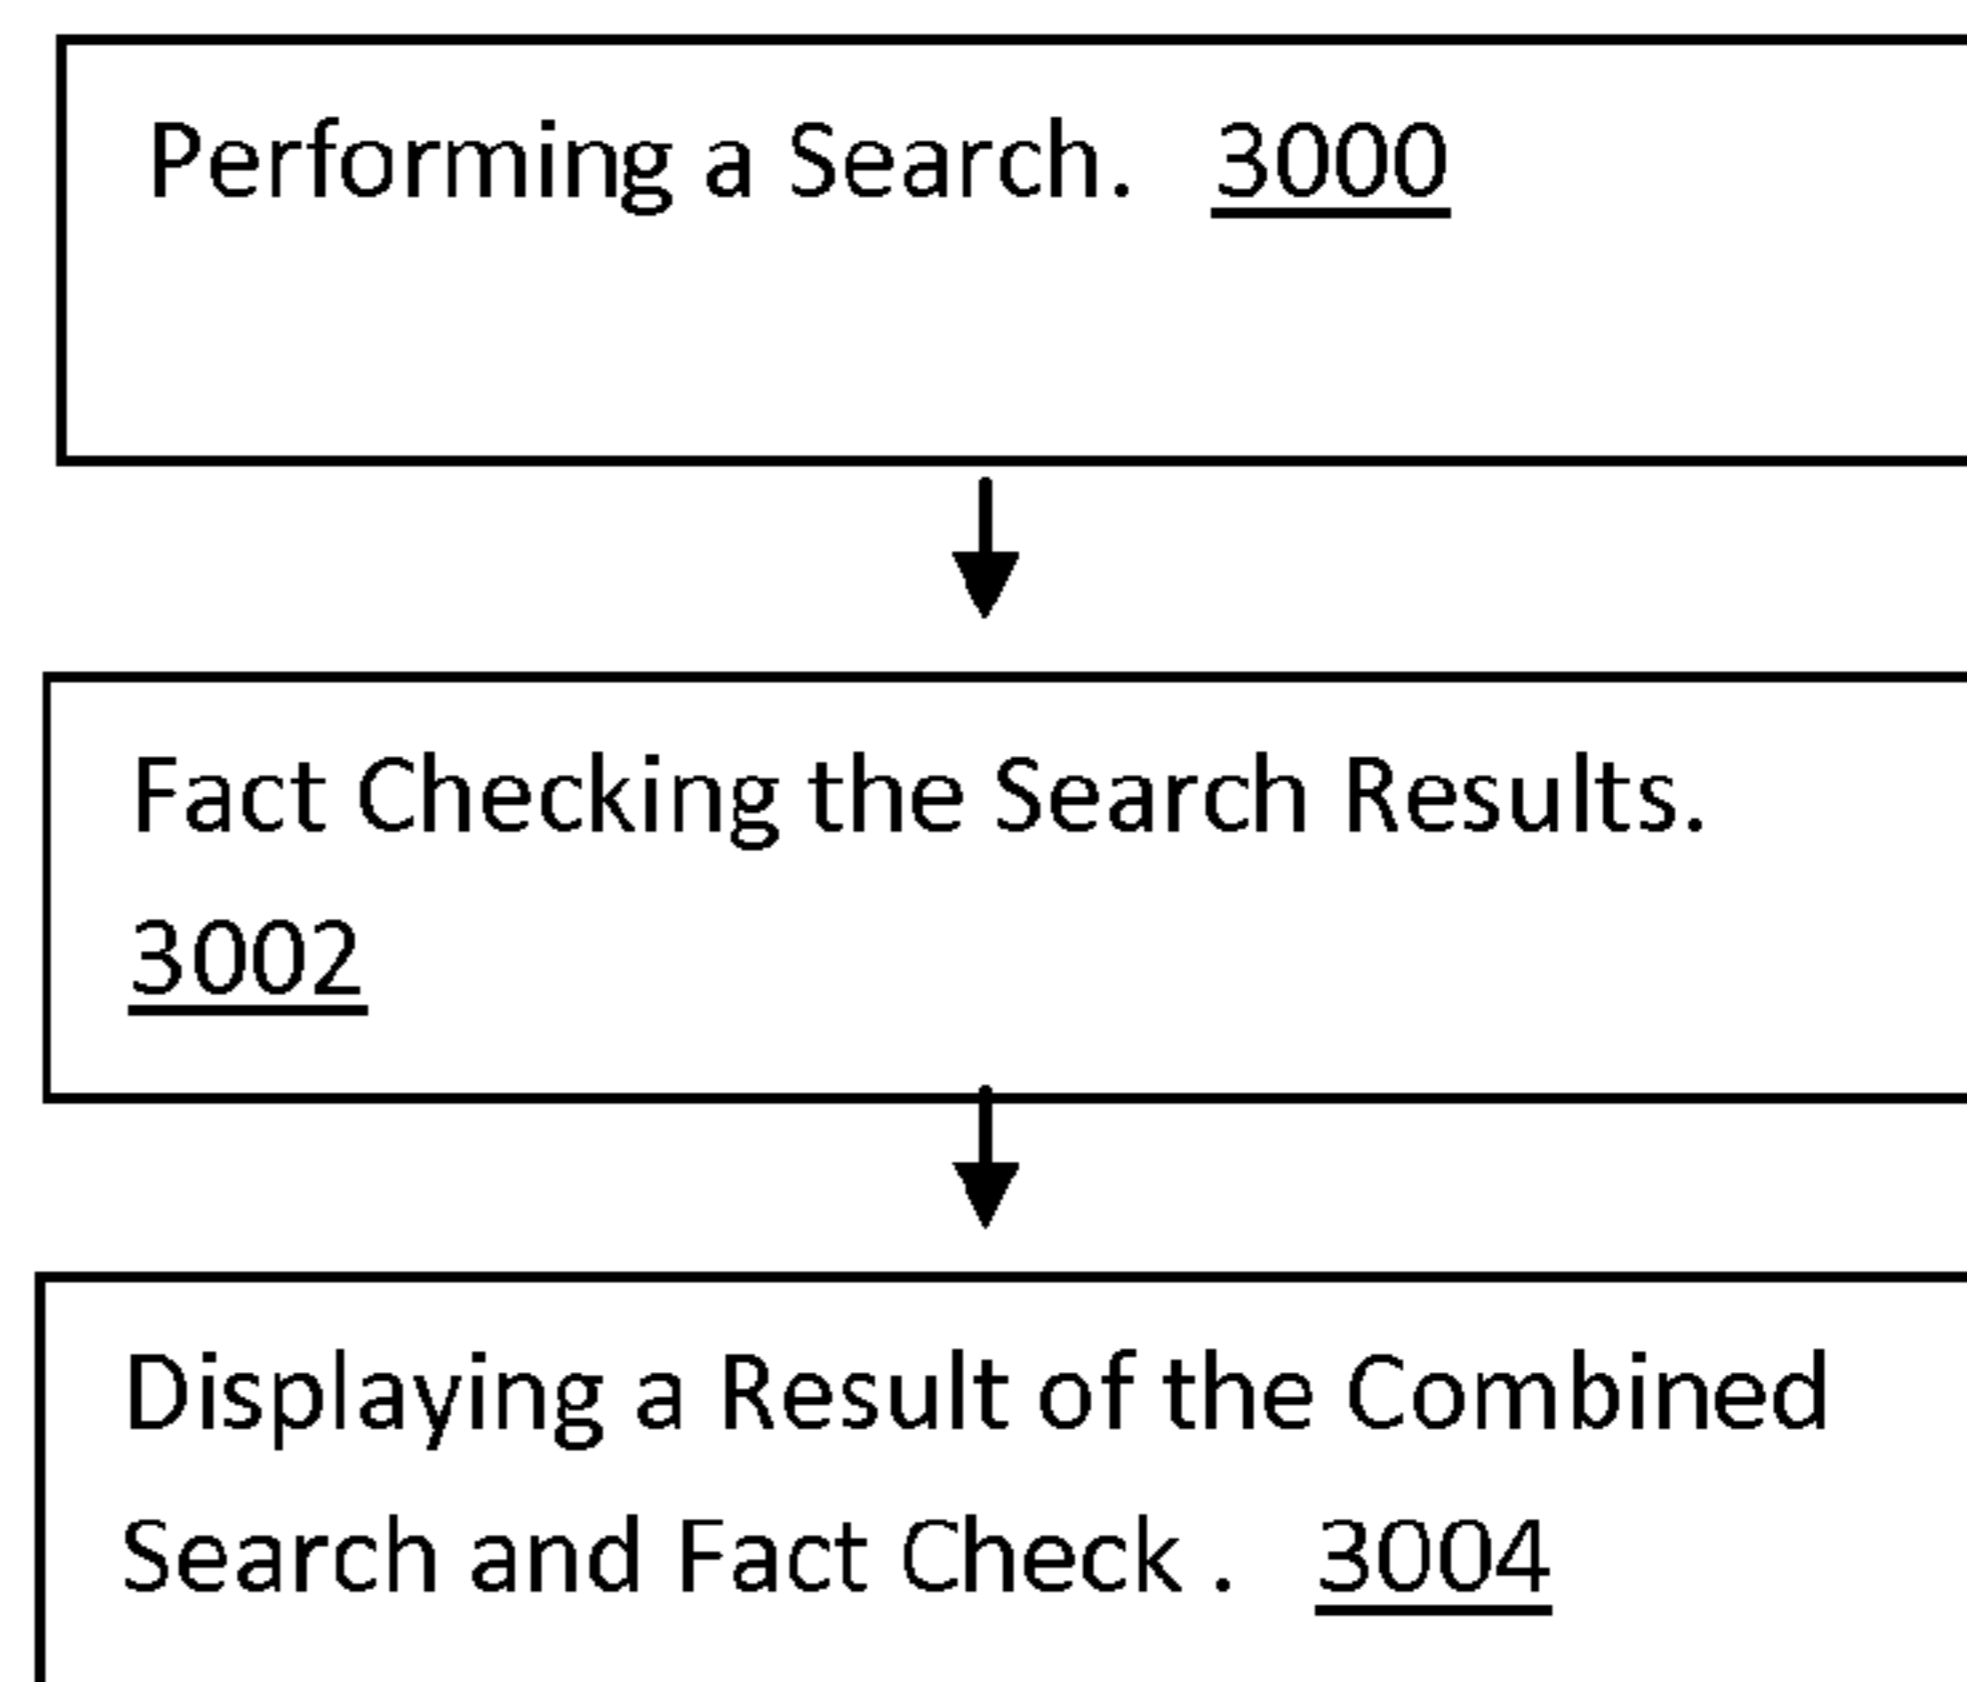 Performing a Search. 3000
Fact Checking the Search Results.
3002
Displaying a Result of the Combined
Search and Fact Check . 3004